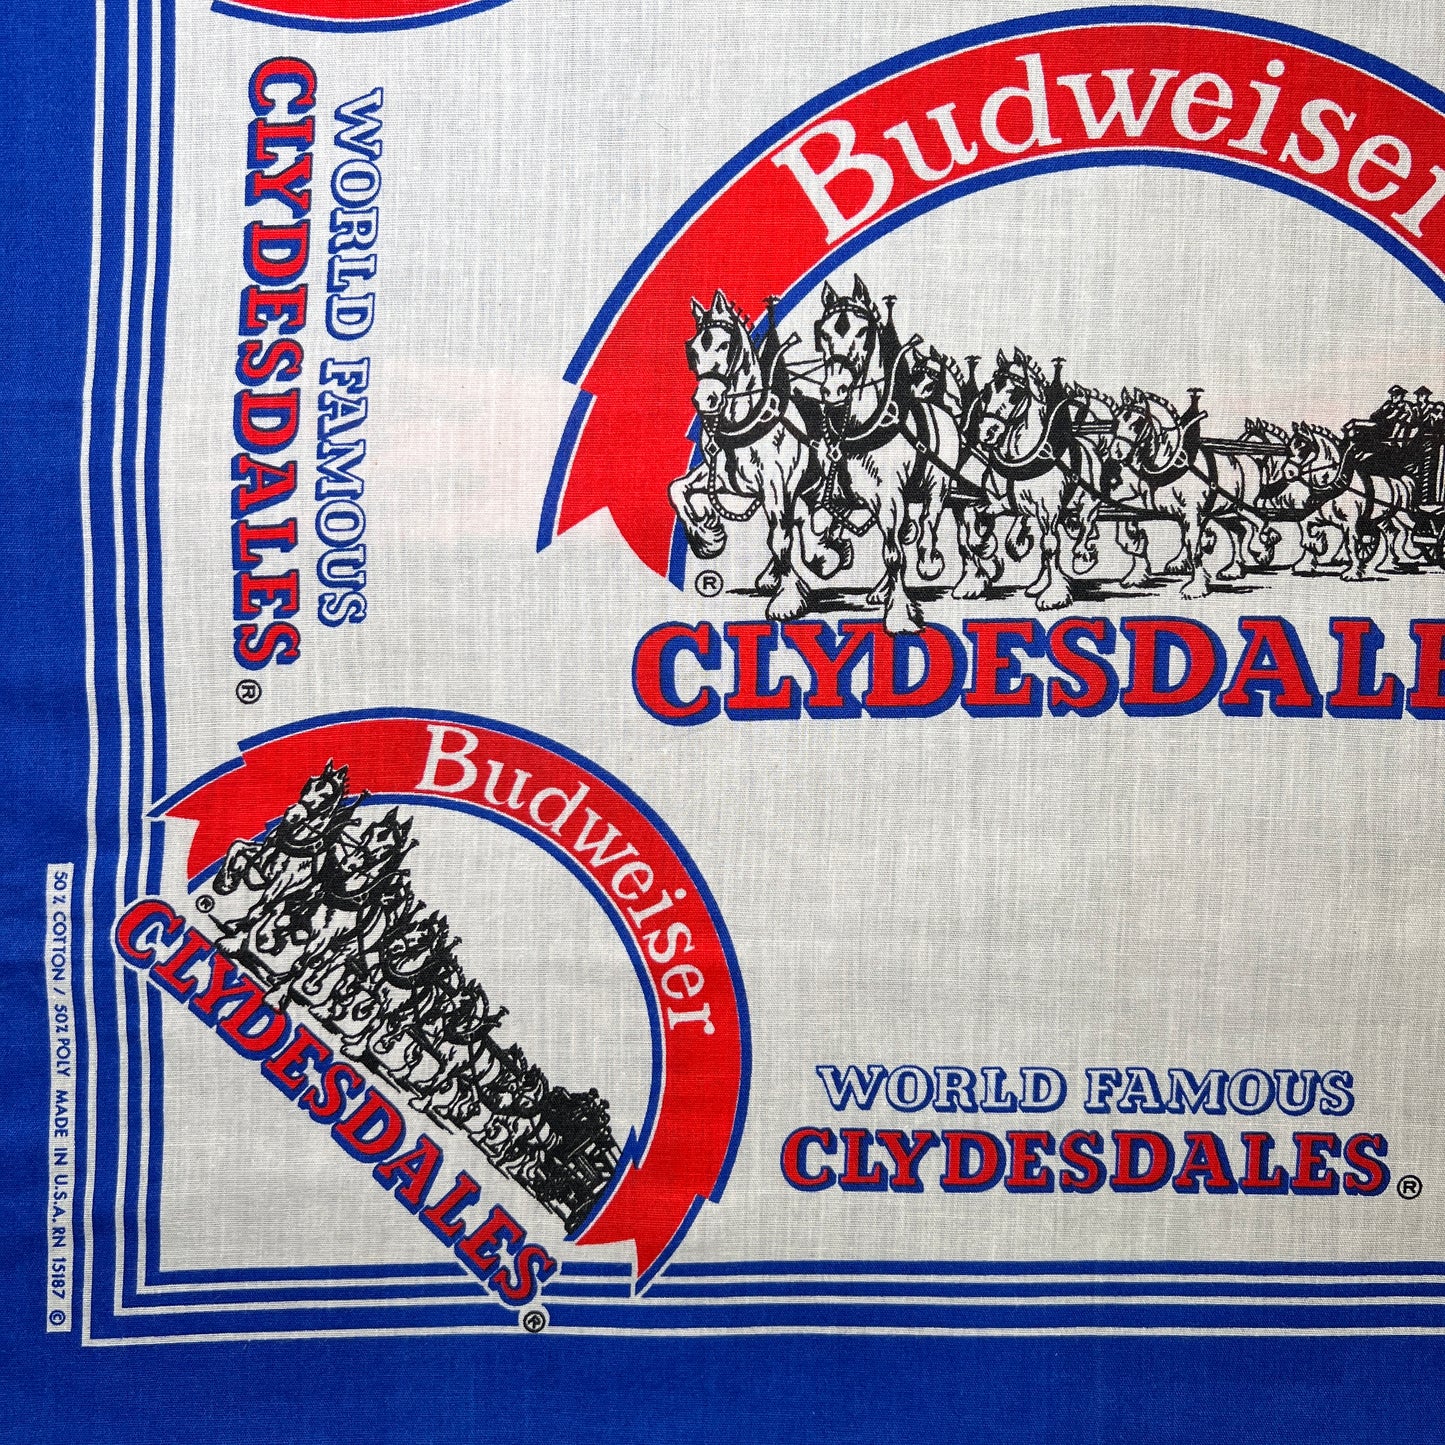 WORLD FAMOUS
CLYDESDALES ®
Budweiser
®
CLYDESDALE
Budweiser
®
CLYDESDALES ®
WORLD FAMOUS
CLYDESDALES ®
50% COTTON / 50% POLY MADE IN U.S.A. RN 15187 ©